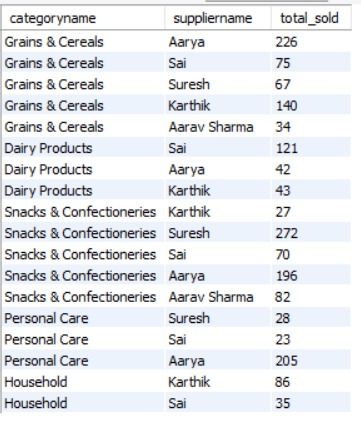 categoryname suppliername total_sold
Grains & Cereals Aarya 226
Grains & Cereals Sai 75
Grains & Cereals Suresh 67
Grains & Cereals Karthik 140
Grains & Cereals Aarav Sharma 34
Dairy Products Sai 121
Dairy Products Aarya 42
Dairy Products Karthik 43
Snacks & Confectioneries Karthik 27
Snacks & Confectioneries Suresh 272
Snacks & Confectioneries Sai 70
Snacks & Confectioneries Aarya 196
Snacks & Confectioneries Aarav Sharma 82
Personal Care Suresh 28
Personal Care Sai 23
Personal Care Aarya 205
Household Karthik 86
Household Sai 35